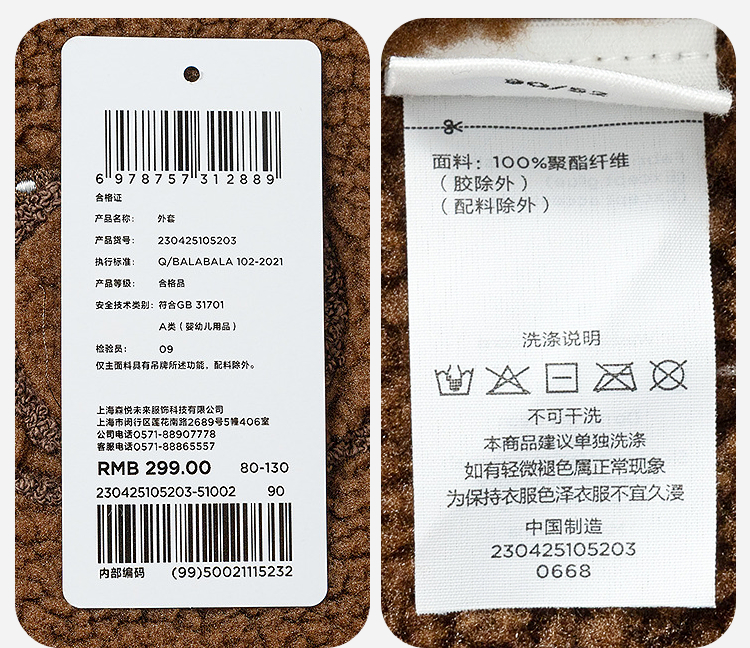 6 978757 312889
合格证
产品名称: 外套
产品货号: 230425105203
执行标准: Q/BALABALA 102-2021
产品等级: 合格品
安全技术类别: 符合GB 31701
A类(婴幼儿用品)
检验员: 09
仅主面料具有吊牌所述功能，配料除外。
上海森悦未来服饰科技有限公司
上海市闵行区莲花南路2689号5幢406室
公司电话0571-88907778
客服电话0571-88865557
RMB 299.00 80-130
230425105203-51002 90
内部编码 (99)50021115232
90/52
面料: 100%聚酯纤维
(胶除外)
(配料除外)
洗涤说明
不可干洗
本商品建议单独洗涤
如有轻微褪色属正常现象
为保持衣服色泽衣服不宜久浸
中国制造
230425105203
0668